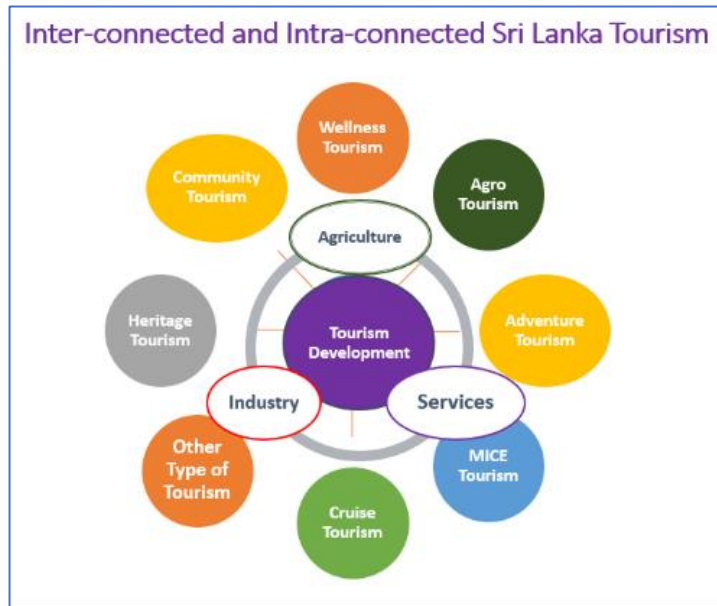 Inter-connected and Intra-connected Sri Lanka Tourism
Wellness
Tourism
Community
Tourism
Agro
Tourism
Agriculture
Heritage
Tourism
Tourism
Development
Adventure
Tourism
Industry
Services
Other
Type of
Tourism
MICE
Tourism
Cruise
Tourism